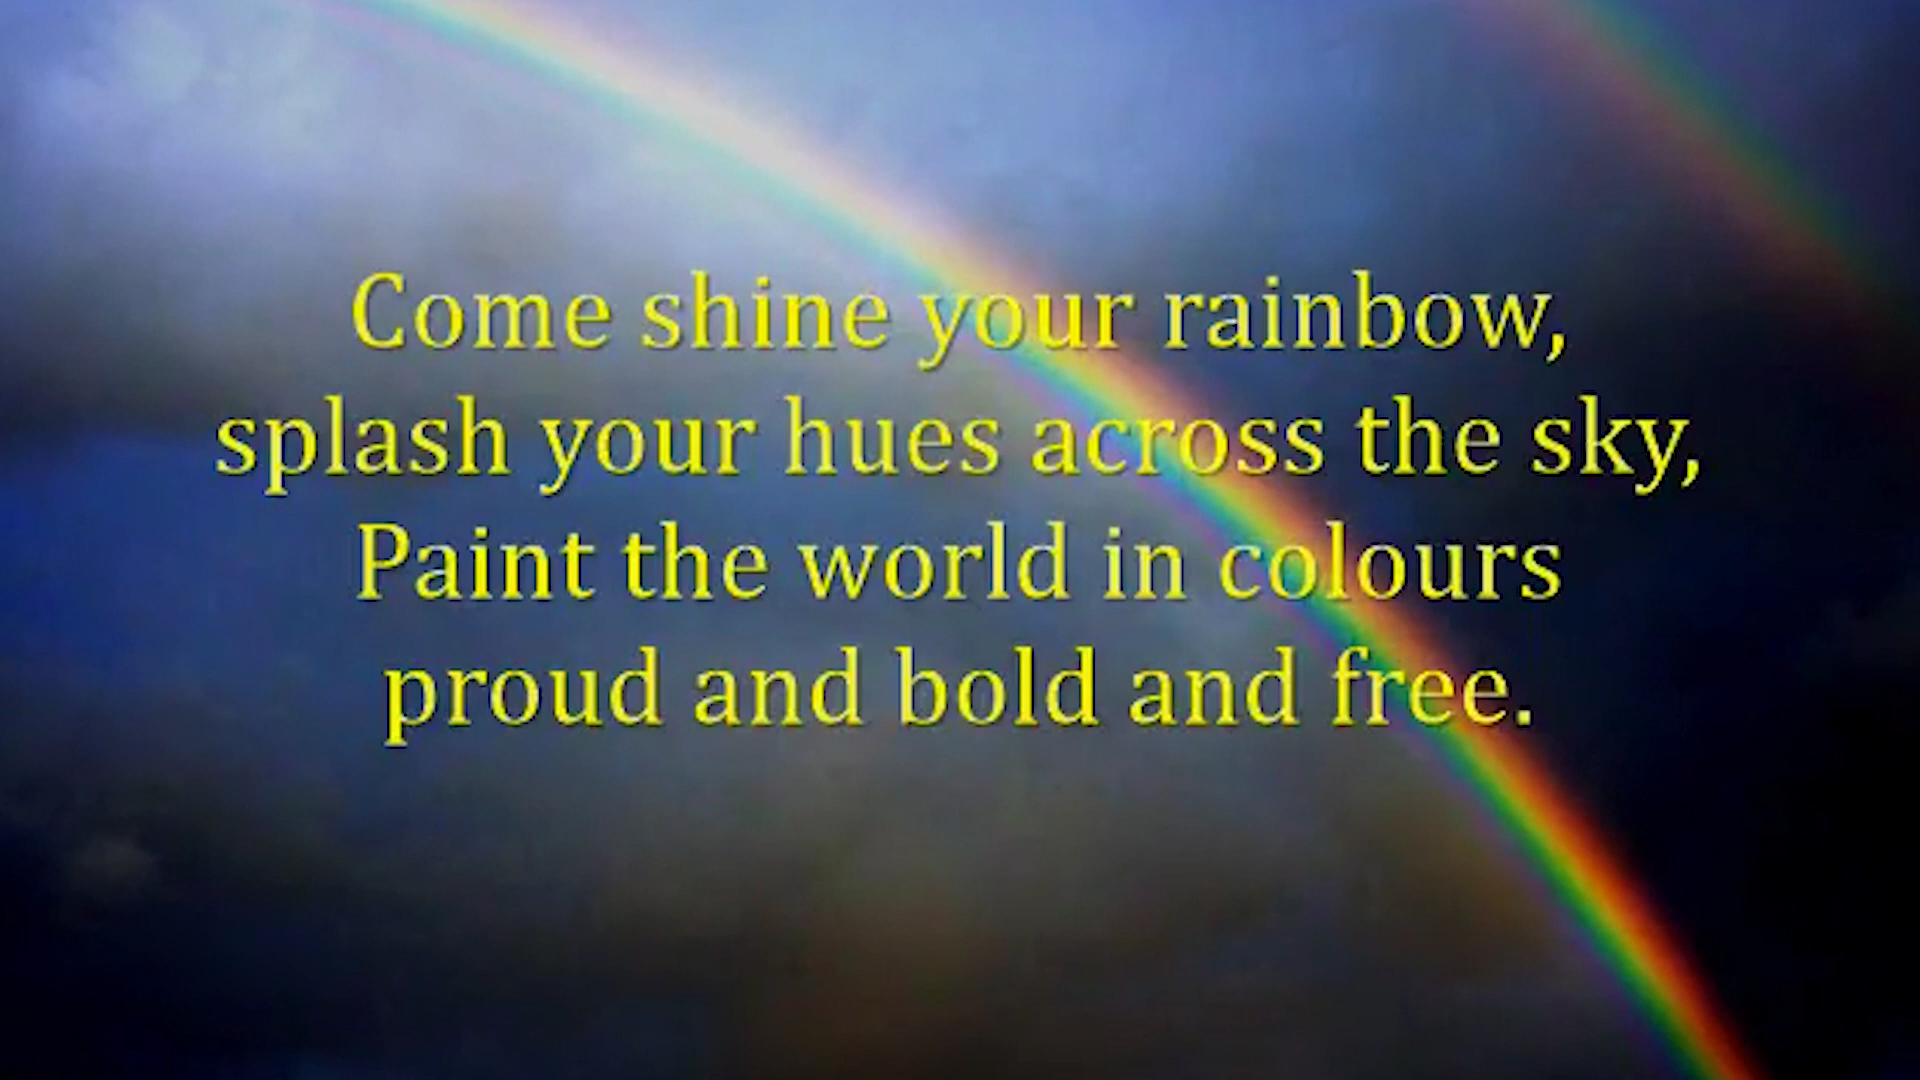 Come shine your rainbow,
splash your hues across the sky,
Paint the world in colours
proud and bold and free.